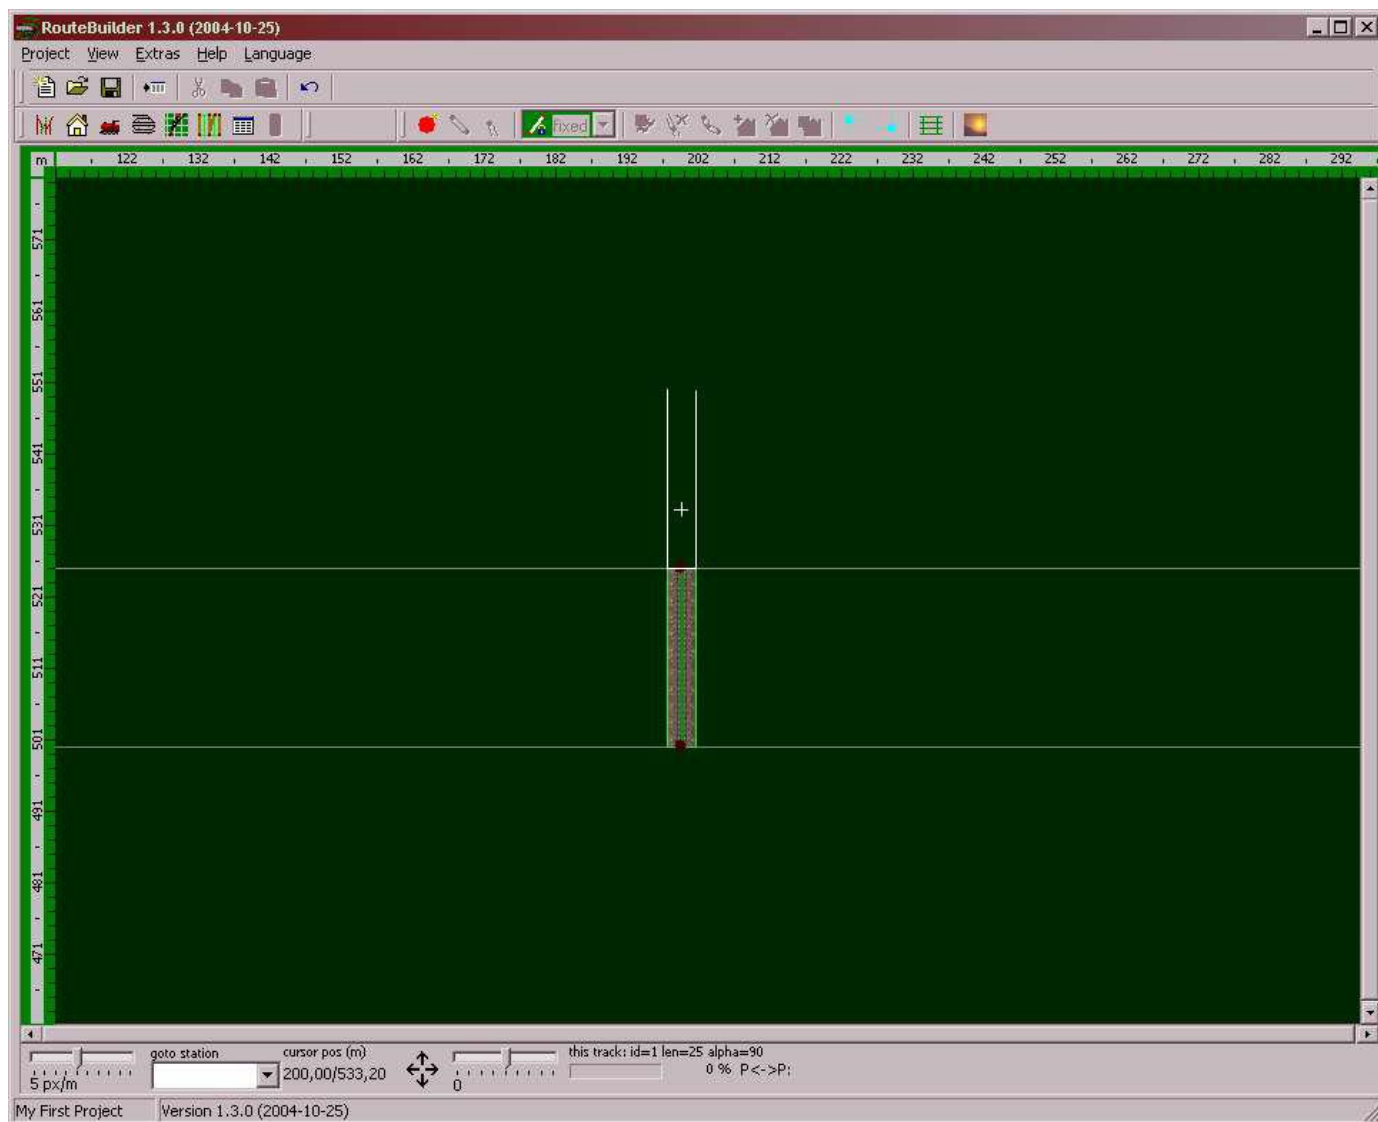 RouteBuilder 1.3.0 (2004-10-25)
Project View Extras Help Language
fixed
m 122 132 142 152 162 172 182 192 202 212 222 232 242 252 262 272 282 292
571
561
551
541
531
521
511
501
491
481
471
goto station cursor pos (m) this track: id=1 len=25 alpha=90
5 px/m 200,00/533,20 0 0 % P<->P:
My First Project Version 1.3.0 (2004-10-25)